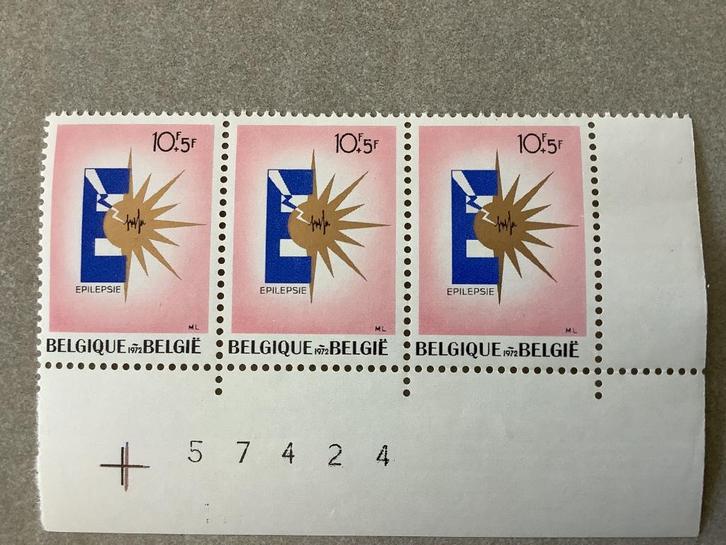 10F+5F
EPILEPSIE
ML
BELGIQUE ~1972 BELGIË
10F+5F
EPILEPSIE
ML
BELGIQUE ~1972 BELGIË
10F+5F
EPILEPSIE
ML
BELGIQUE ~1972 BELGIË
5 7 4 2 4